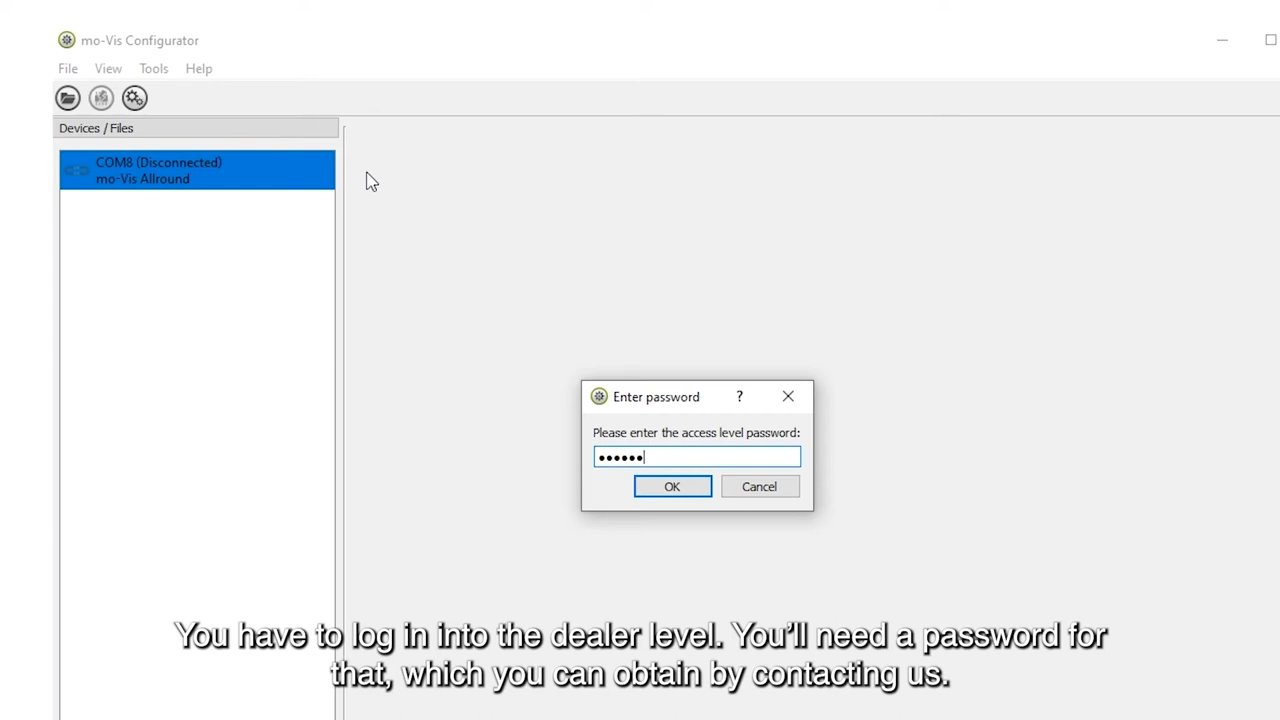 mo-Vis Configurator
File View Tools Help
Devices / Files
COM8 (Disconnected)
mo-Vis Allround
Enter password ?
Please enter the access level password:
●●●●●●
OK Cancel
You have to log in into the dealer level. You'll need a password for
that, which you can obtain by contacting us.